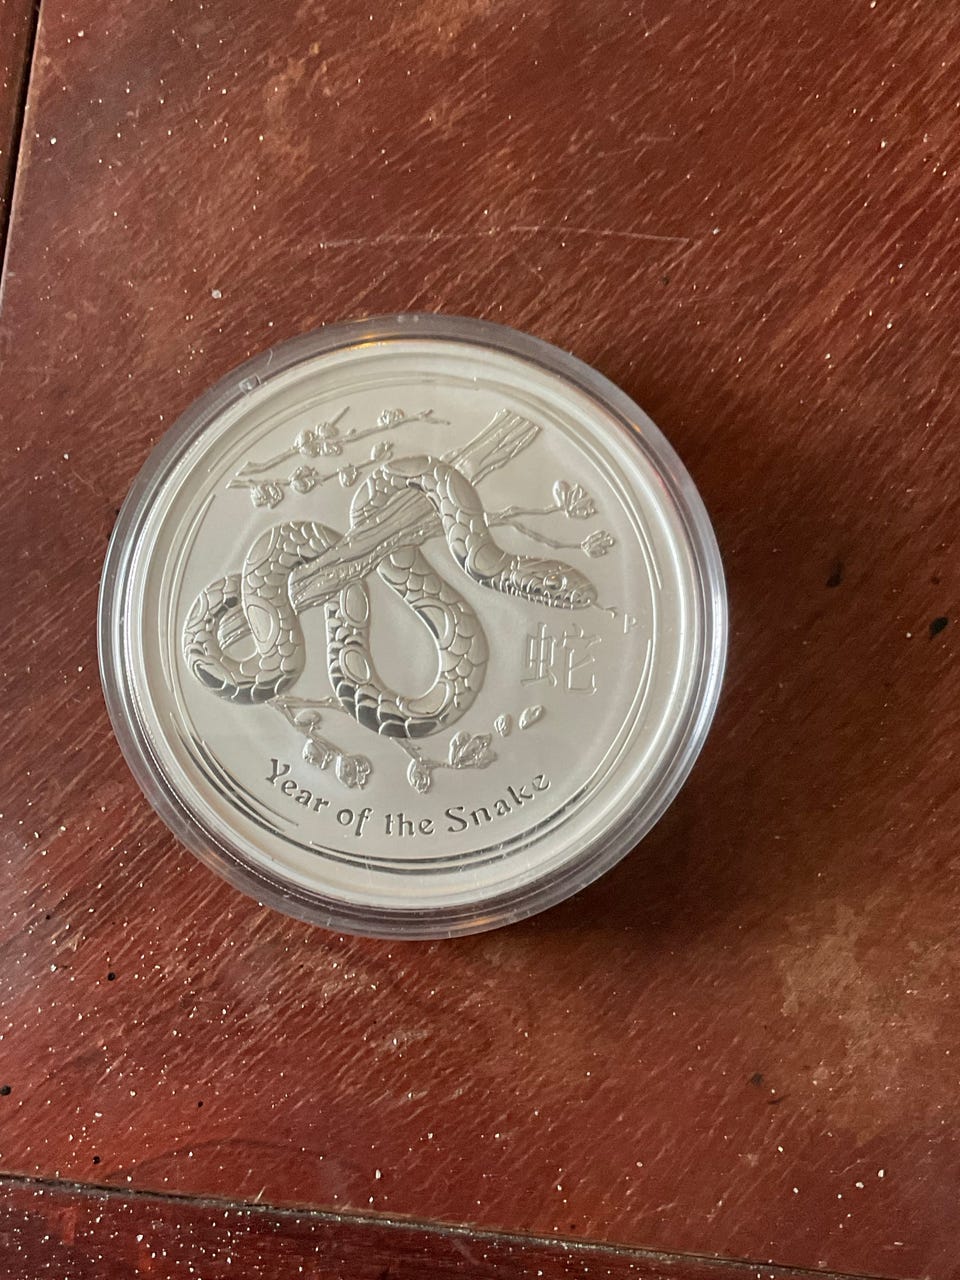 蛇
Year of the Snake